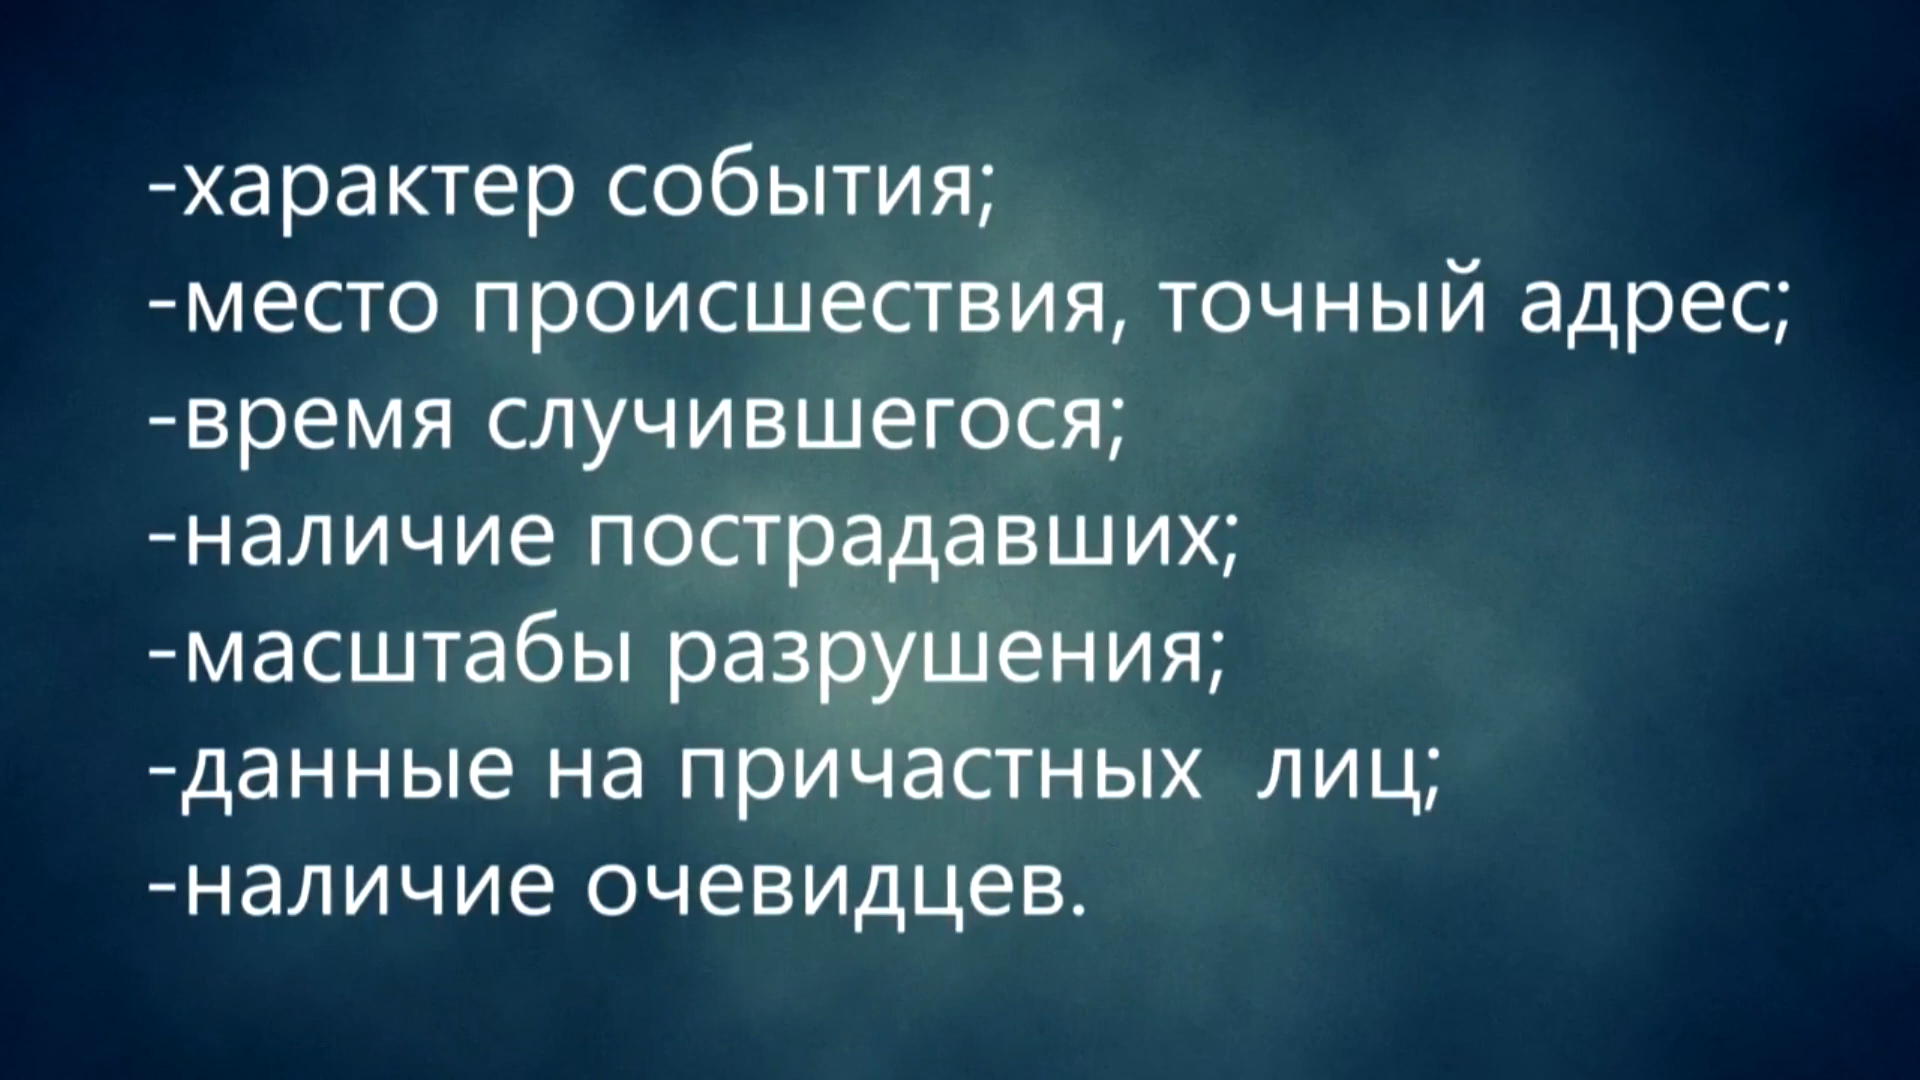 -характер события;
-место происшествия, точный адрес;
-время случившегося;
-наличие пострадавших;
-масштабы разрушения;
-данные на причастных  лиц;
-наличие очевидцев.